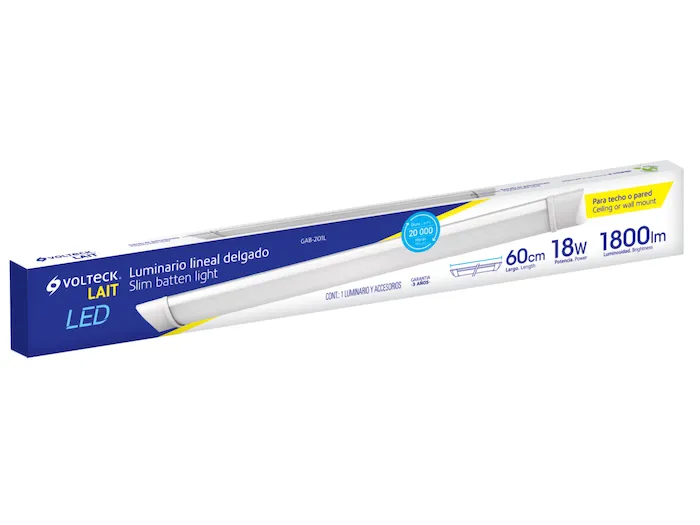 VOLTECK
LAIT
LED
Luminario lineal delgado
Slim batten light
GAB-201L
20 000
CONT.: 1 LUMINARIO Y ACCESORIOS
GARANTÍA
3 AÑOS
60cm
Largo. Length
18W
Potencia. Power
1800lm
Luminosidad. Brightness
Para techo o pared
Ceiling or wall mount